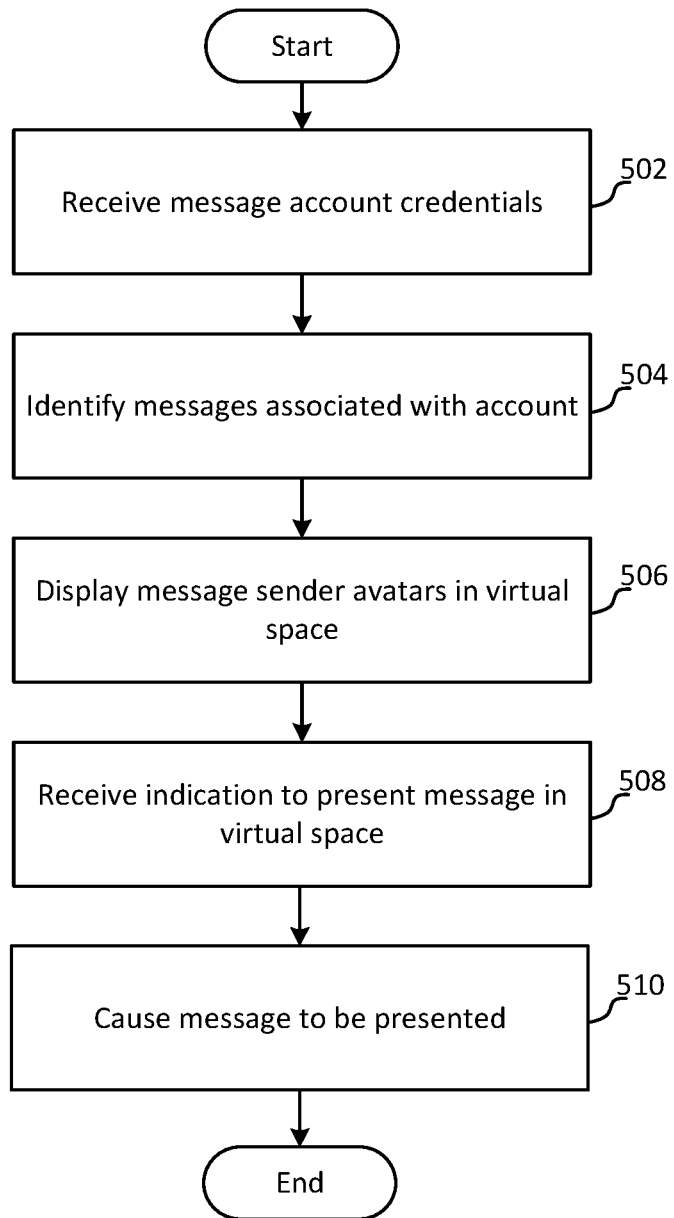 Start
Receive message account credentials
502
Identify messages associated with account
504
Display message sender avatars in virtual
space
506
Receive indication to present message in
virtual space
508
Cause message to be presented
510
End